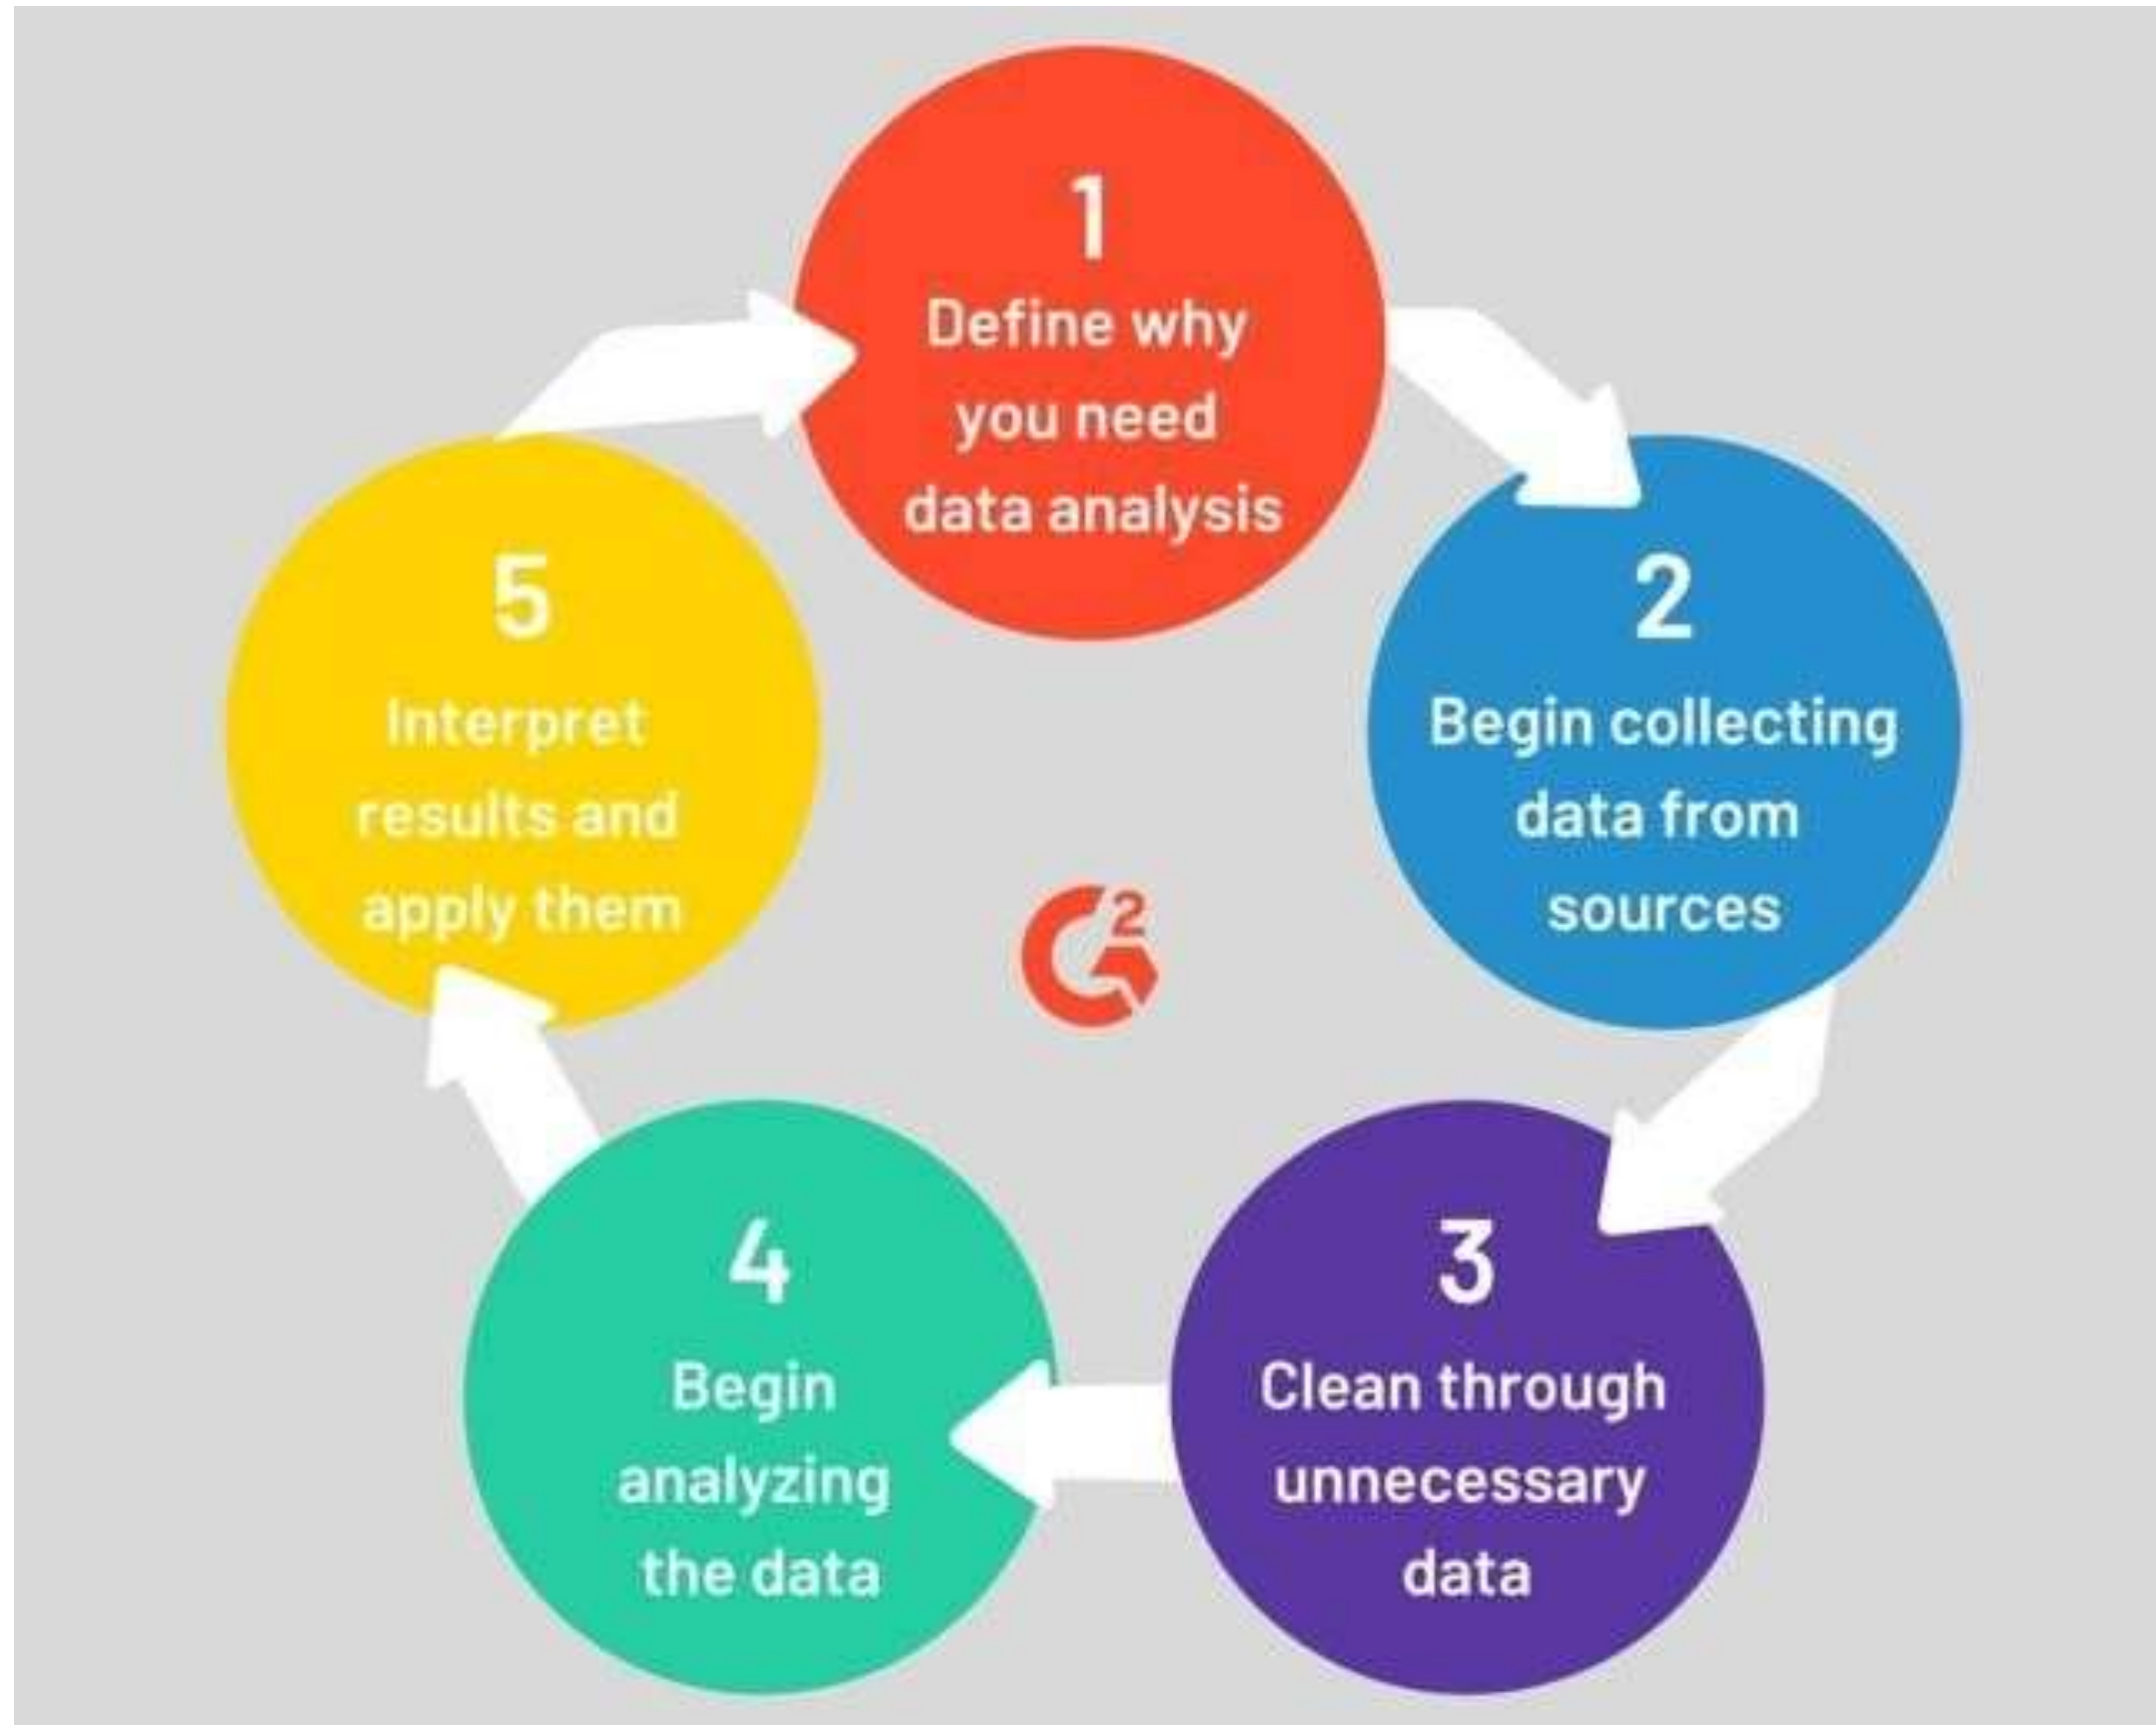 1
Define why
you need
data analysis
2
Begin collecting
data from
sources
3
Clean through
unnecessary
data
4
Begin
analyzing
the data
5
Interpret
results and
apply them
G2